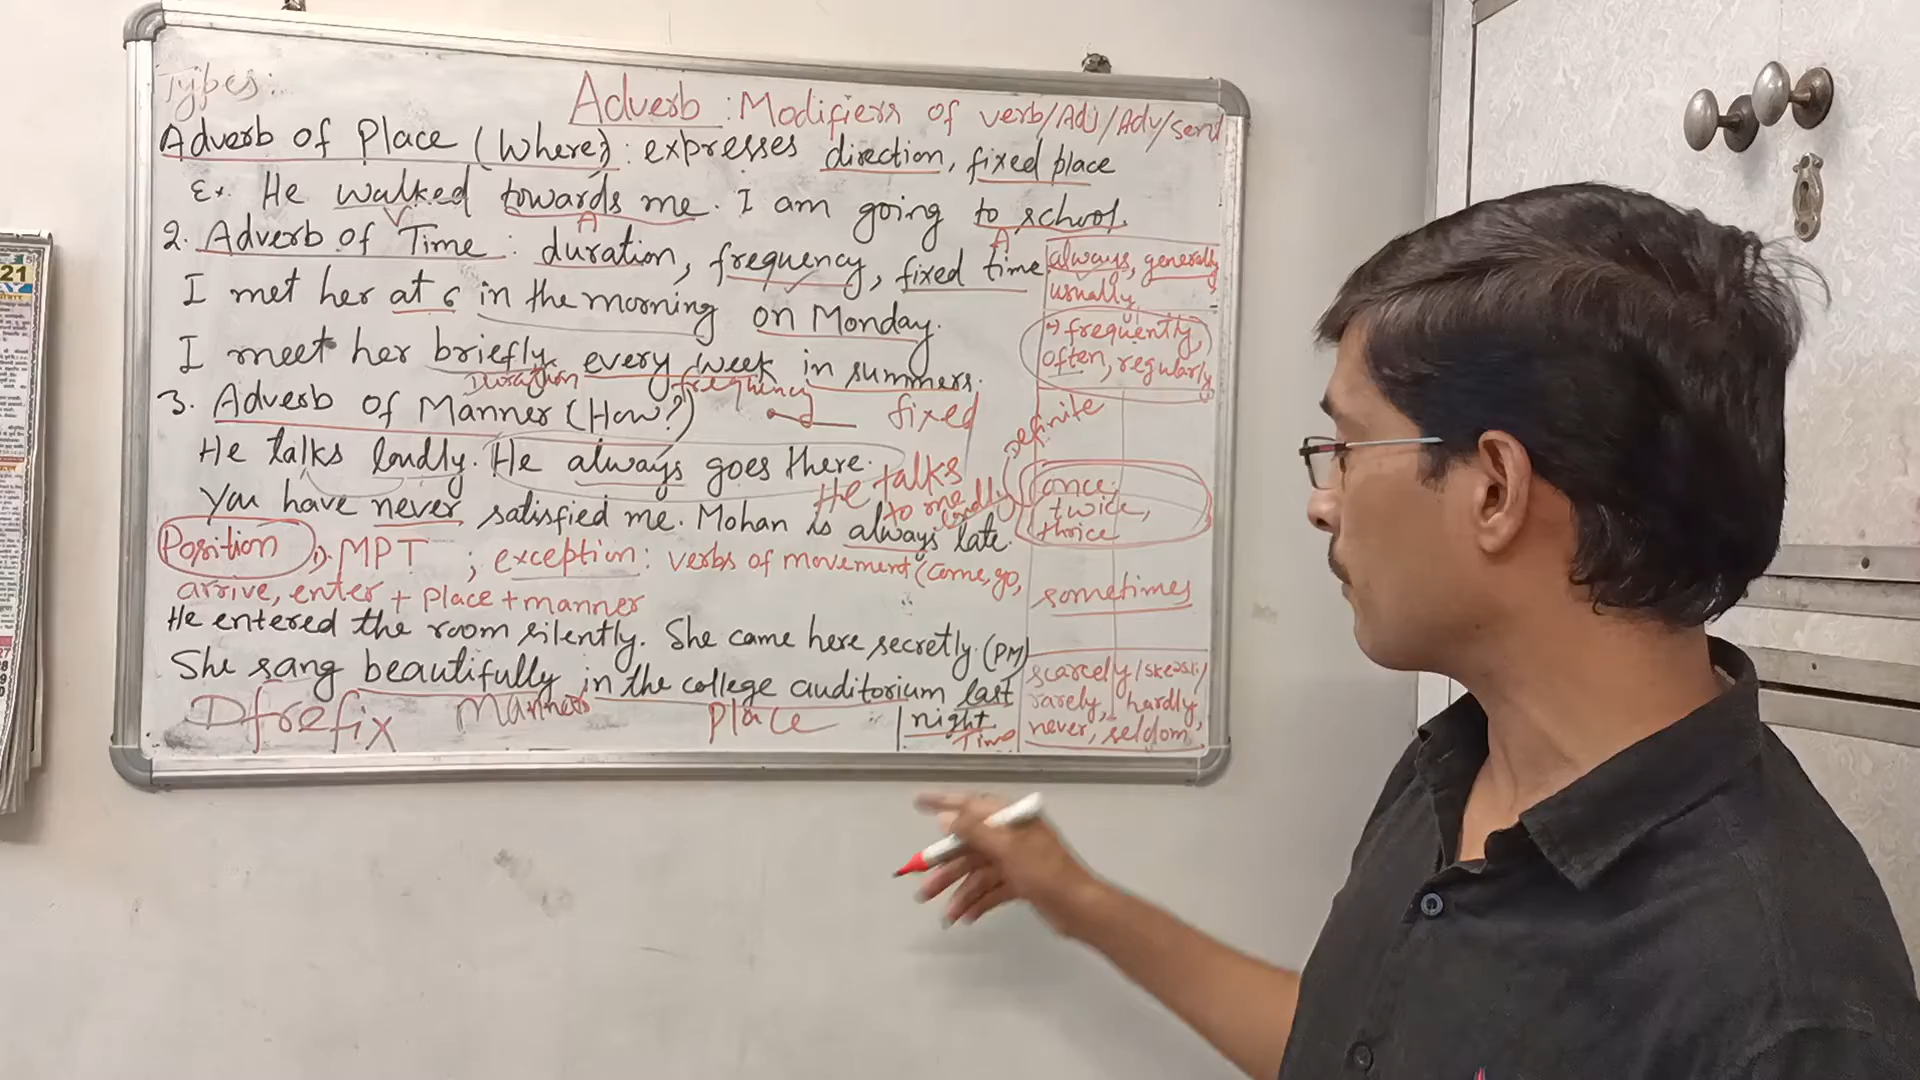 Types:
Adverb : Modifiers of verb/Adj/Adv/sent
Adverb of Place (Where?) : expresses direction, fixed place
Ex. He walked towards me. I am going to school.
V A A
2. Adverb of Time : duration, frequency, fixed time
I met her at 6 in the morning on Monday.
I meet her briefly every week in summers.
Duration frequency fixed
3. Adverb of Manner (How?)
He talks loudly. He always goes there.
He talks to me loudly
You have never satisfied me. Mohan is always late.
Position 1). MPT ; exception : verbs of movement (come, go,
arrive, enter + place + manner
He entered the room silently. She came here secretly. (PM)
She sang beautifully in the college auditorium last
night
Dfrefix Manner Place Time
always, generally
usually
→ frequently,
often, regularly
Definite
once,
twice,
thrice
sometimes
scarcely/
rarely, hardly
never, seldom,
21
27
28